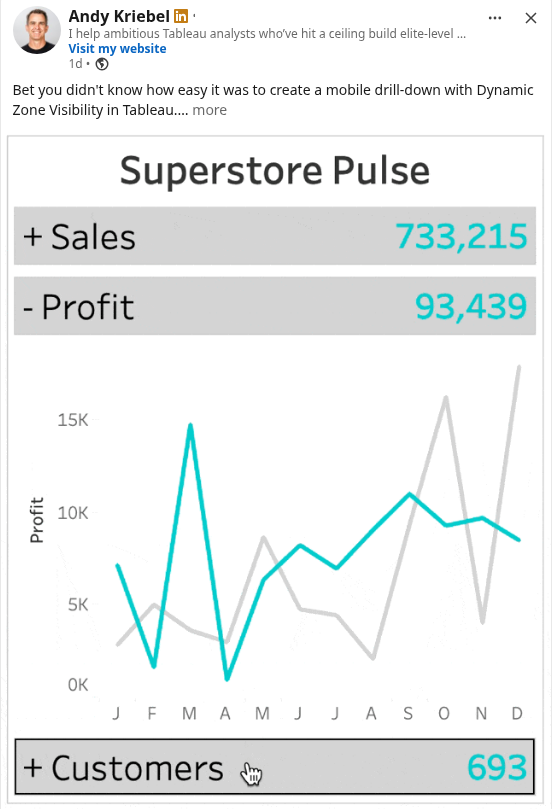 Andy Kriebel in
I help ambitious Tableau analysts who've hit a ceiling build elite-level ...
Visit my website
1d •
Bet you didn't know how easy it was to create a mobile drill-down with Dynamic
Zone Visibility in Tableau.... more
Superstore Pulse
+ Sales 733,215
- Profit 93,439
15K
10K
5K
0K
Profit
J F M A M J J A S O N D
+ Customers 693